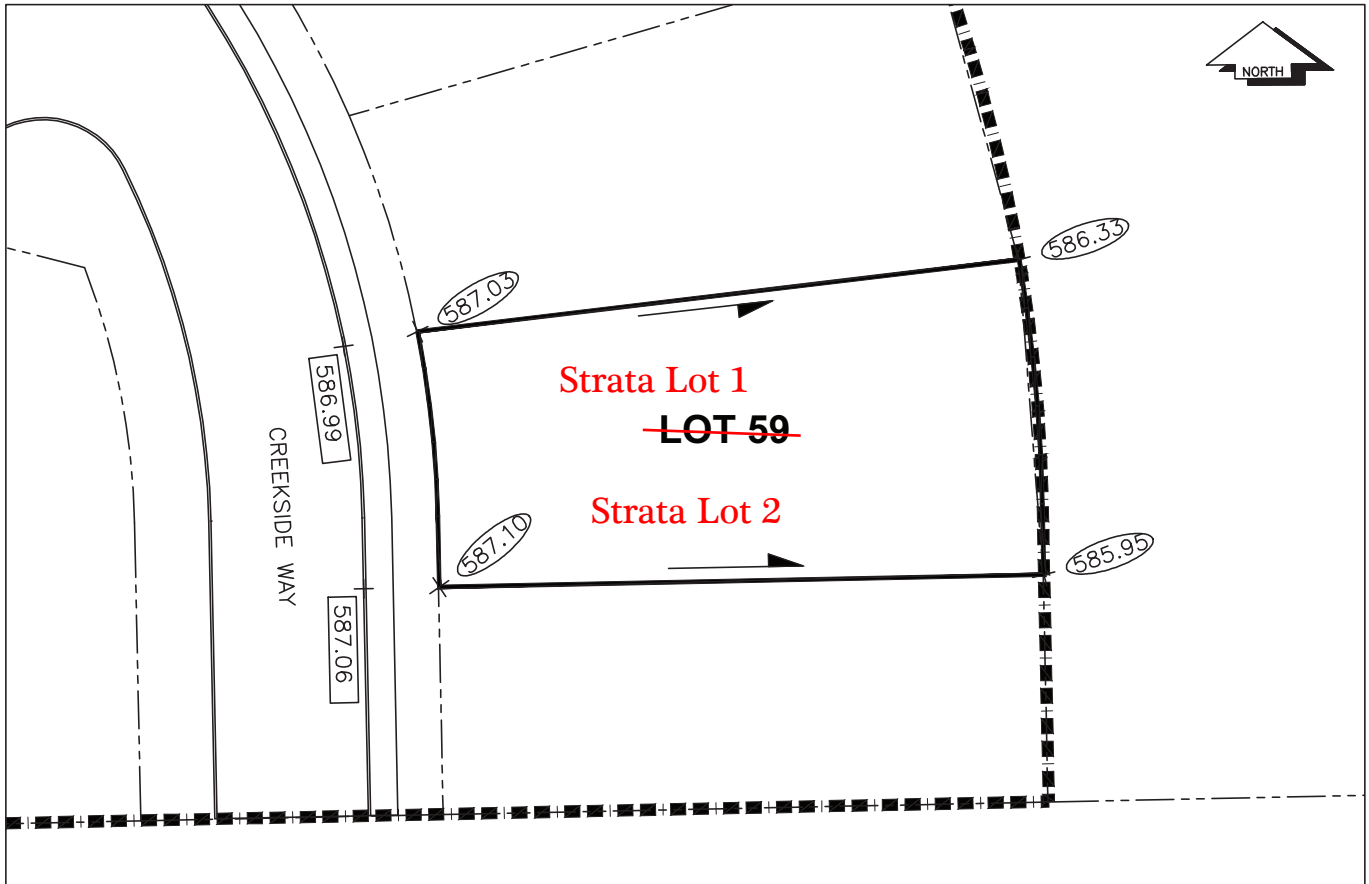 NORTH
586.33
587.03
586.99
Strata Lot 1
LOT 59
CREEKSIDE WAY
Strata Lot 2
587.10
585.95
587.06